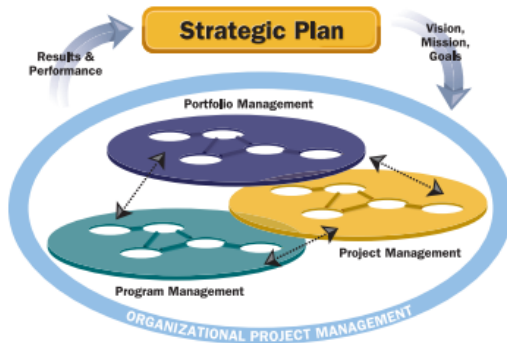 Strategic Plan
Results &
Performance
Vision,
Mission,
Goals
Portfolio Management
Project Management
Program Management
ORGANIZATIONAL PROJECT MANAGEMENT